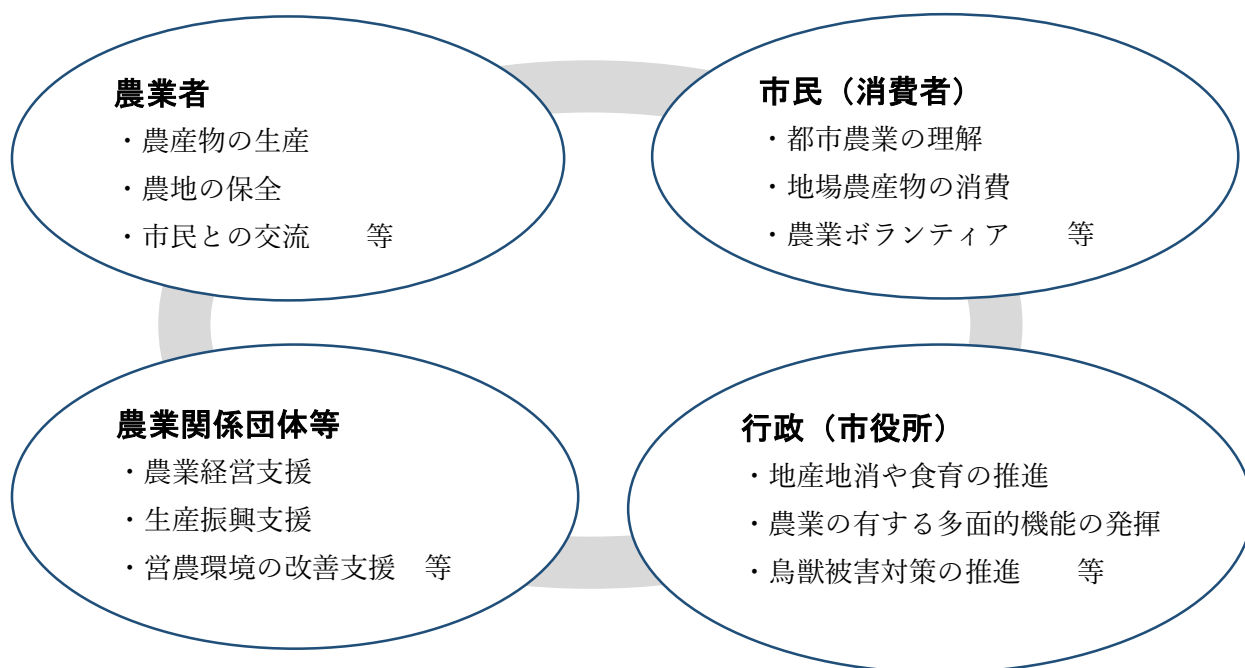 農業者
・農産物の生産
・農地の保全
・市民との交流　　等
市民（消費者）
・都市農業の理解
・地場農産物の消費
・農業ボランティア　　等
農業関係団体等
・農業経営支援
・生産振興支援
・営農環境の改善支援　等
行政（市役所）
・地産地消や食育の推進
・農業の有する多面的機能の発揮
・鳥獣被害対策の推進　　等